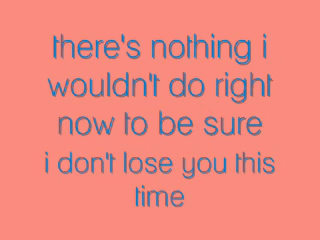 there's nothing i
wouldn't do right
now to be sure
i don't lose you this
time